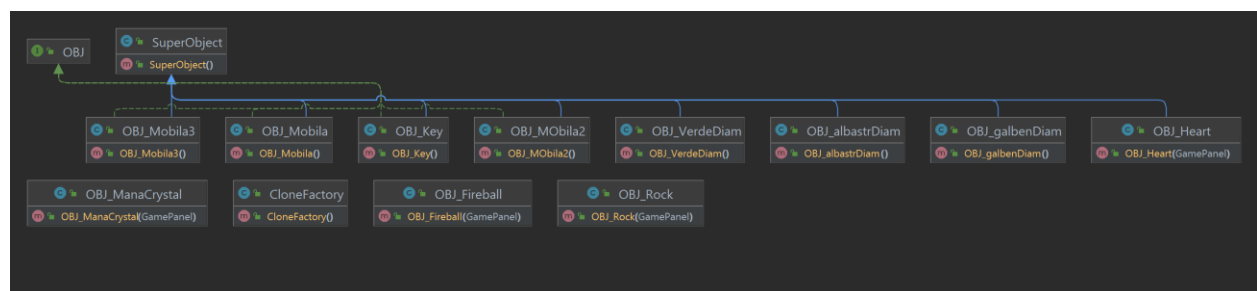 OBJ
SuperObject
SuperObject()
OBJ_Mobila3
OBJ_Mobila3()
OBJ_Mobila
OBJ_Mobila()
OBJ_Key
OBJ_Key()
OBJ_MObila2
OBJ_MObila2()
OBJ_VerdeDiam
OBJ_VerdeDiam()
OBJ_albastrDiam
OBJ_albastrDiam()
OBJ_galbenDiam
OBJ_galbenDiam()
OBJ_Heart
OBJ_Heart(GamePanel)
OBJ_ManaCrystal
OBJ_ManaCrystal(GamePanel)
CloneFactory
CloneFactory()
OBJ_Fireball
OBJ_Fireball(GamePanel)
OBJ_Rock
OBJ_Rock(GamePanel)